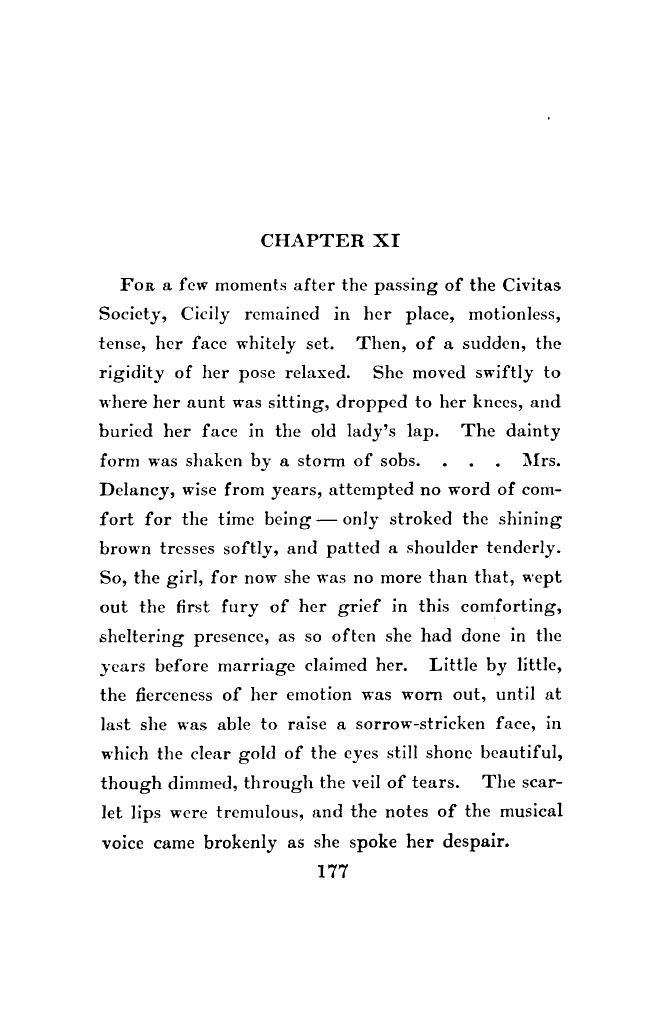 CHAPTER XI
FOR a few moments after the passing of the Civitas
Society, Cicily remained in her place, motionless,
tense, her face whitely set. Then, of a sudden, the
rigidity of her pose relaxed. She moved swiftly to
where her aunt was sitting, dropped to her knees, and
buried her face in the old lady's lap. The dainty
form was shaken by a storm of sobs. . . . Mrs.
Delancy, wise from years, attempted no word of com-
fort for the time being — only stroked the shining
brown tresses softly, and patted a shoulder tenderly.
So, the girl, for now she was no more than that, wept
out the first fury of her grief in this comforting,
sheltering presence, as so often she had done in the
years before marriage claimed her. Little by little,
the fierceness of her emotion was worn out, until at
last she was able to raise a sorrow-stricken face, in
which the clear gold of the eyes still shone beautiful,
though dimmed, through the veil of tears. The scar-
let lips were tremulous, and the notes of the musical
voice came brokenly as she spoke her despair.
177